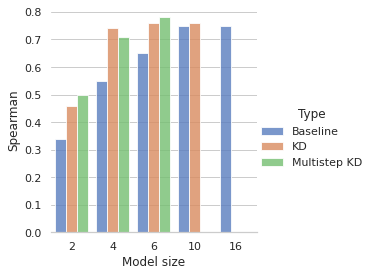 0.8
0.7
0.6
0.5
0.4
0.3
0.2
0.1
0.0
Spearman
2 4 6 10 16
Model size
Type
Baseline
KD
Multistep KD